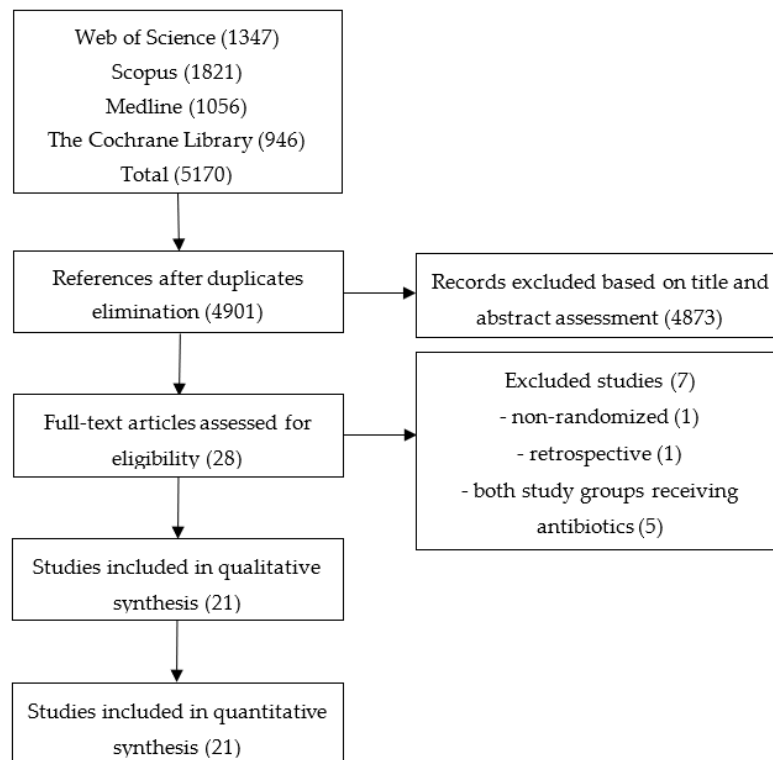 Web of Science (1347)
Scopus (1821)
Medline (1056)
The Cochrane Library (946)
Total (5170)
References after duplicates
elimination (4901)
Records excluded based on title and
abstract assessment (4873)
Full-text articles assessed for
eligibility (28)
Excluded studies (7)
- non-randomized (1)
- retrospective (1)
- both study groups receiving
antibiotics (5)
Studies included in qualitative
synthesis (21)
Studies included in quantitative
synthesis (21)